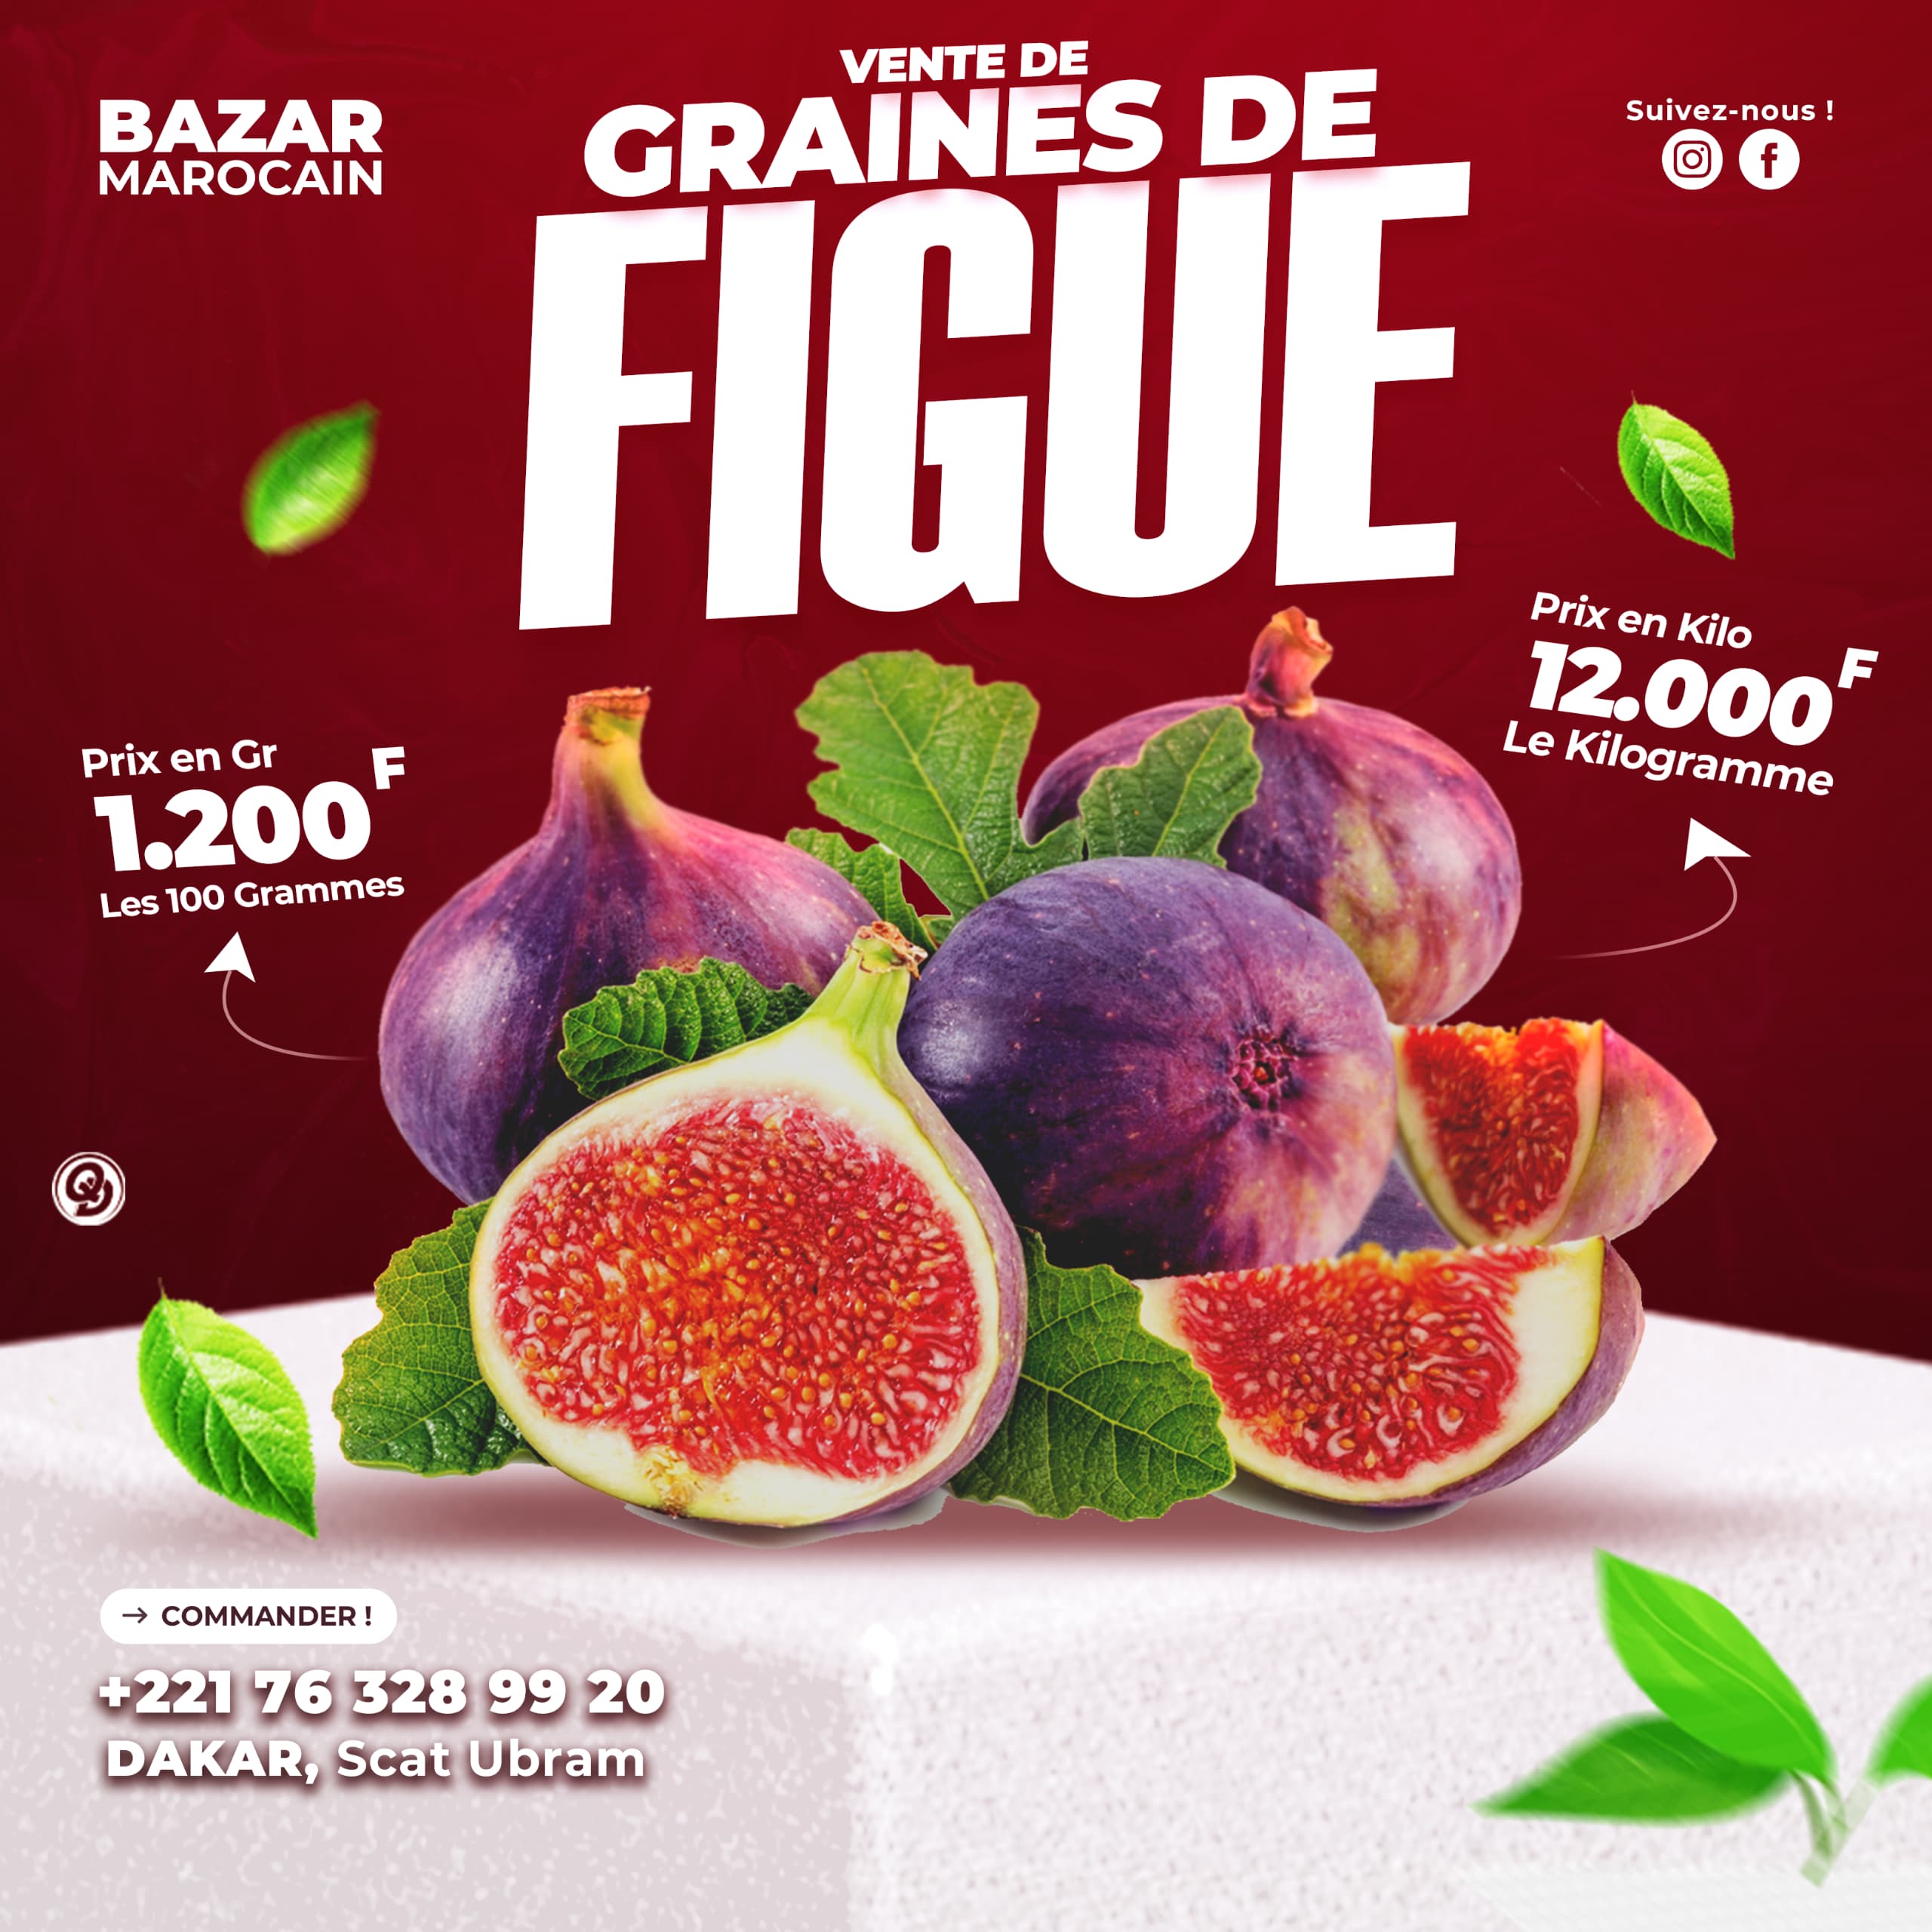 BAZAR
MAROCAIN
VENTE DE
GRAINES DE
FIGUE
Suivez-nous !
Prix en Gr
1.200 F
Les 100 Grammes
Prix en Kilo
12.000 F
Le Kilogramme
→ COMMANDER !
+221 76 328 99 20
DAKAR, Scat Ubram